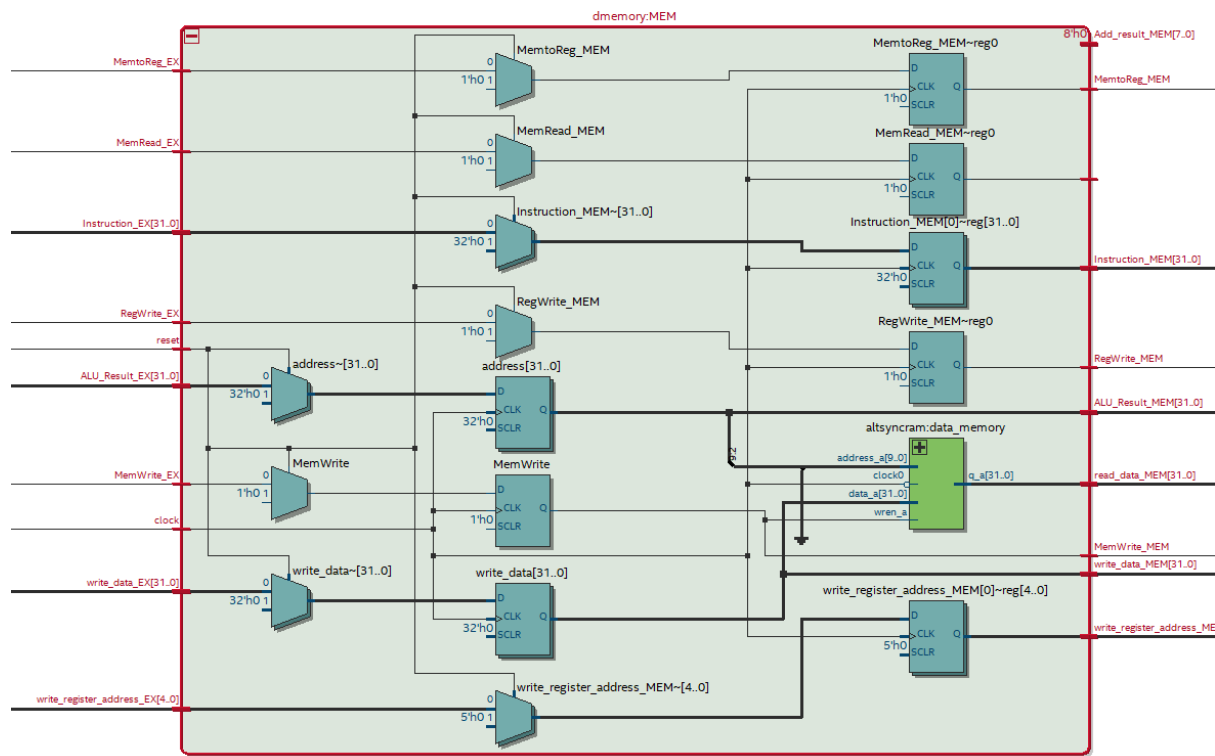 dmemory:MEM
8'h0 Add_result_MEM[7..0]
MemtoReg_EX
0
1'h0 1
MemtoReg_MEM
MemtoReg_MEM~reg0
D
CLK Q
1'h0 SCLR
MemtoReg_MEM
MemRead_EX
0
1'h0 1
MemRead_MEM
MemRead_MEM~reg0
D
CLK Q
1'h0 SCLR
Instruction_EX[31..0]
0
32'h0 1
Instruction_MEM~[31..0]
Instruction_MEM[0]~reg[31..0]
D
CLK Q
32'h0 SCLR
Instruction_MEM[31..0]
RegWrite_EX
0
1'h0 1
RegWrite_MEM
RegWrite_MEM~reg0
D
CLK Q
1'h0 SCLR
RegWrite_MEM
reset
ALU_Result_EX[31..0]
0
32'h0 1
address~[31..0]
address[31..0]
D
CLK Q
32'h0 SCLR
ALU_Result_MEM[31..0]
9:2
altsyncram:data_memory
address_a[9..0]
clock0
data_a[31..0]
wren_a
q_a[31..0]
read_data_MEM[31..0]
MemWrite_EX
0
1'h0 1
MemWrite
MemWrite
D
CLK Q
1'h0 SCLR
clock
MemWrite_MEM
write_data_MEM[31..0]
write_data_EX[31..0]
0
32'h0 1
write_data~[31..0]
write_data[31..0]
D
CLK Q
32'h0 SCLR
write_register_address_MEM[0]~reg[4..0]
D
CLK Q
5'h0 SCLR
write_register_address_EX[4..0]
0
5'h0 1
write_register_address_MEM~[4..0]